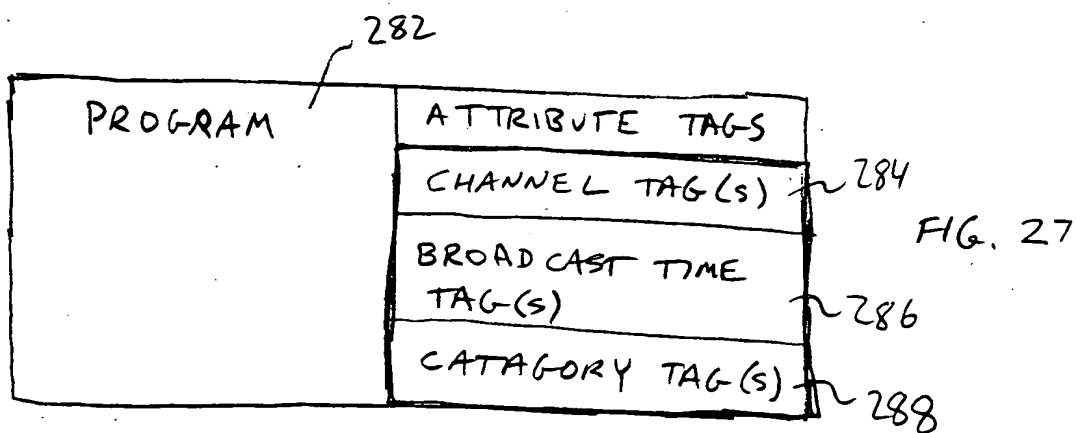 282
PROGRAM
ATTRIBUTE TAGS
CHANNEL TAG(S)
284
BROADCAST TIME
TAG(S)
286
CATAGORY TAG(S)
288
FIG. 27